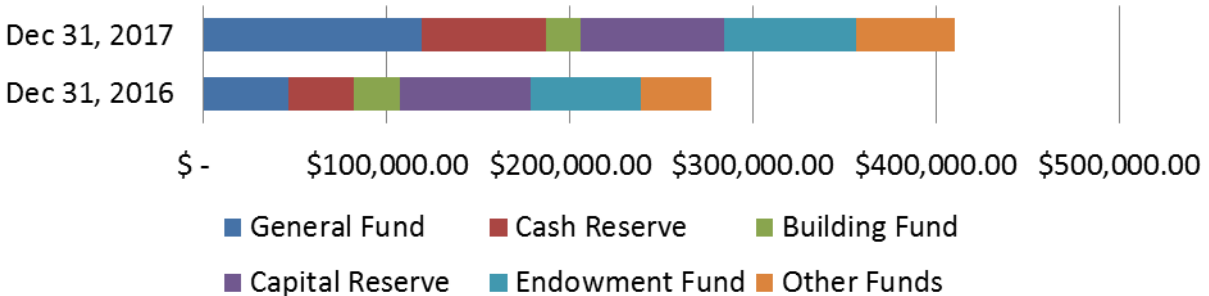 Dec 31, 2017
Dec 31, 2016
$ - $100,000.00 $200,000.00 $300,000.00 $400,000.00 $500,000.00
General Fund Cash Reserve Building Fund
Capital Reserve Endowment Fund Other Funds